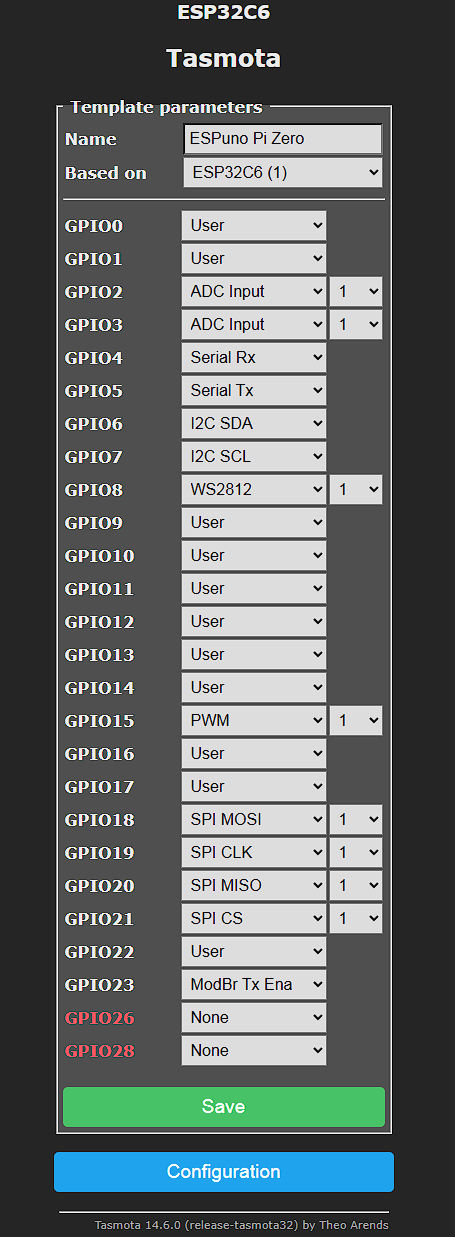 ESP32C6
Tasmota
Template parameters
Name ESPuno Pi Zero
Based on ESP32C6 (1)
GPIO0 User
GPIO1 User
GPIO2 ADC Input 1
GPIO3 ADC Input 1
GPIO4 Serial Rx
GPIO5 Serial Tx
GPIO6 I2C SDA
GPIO7 I2C SCL
GPIO8 WS2812 1
GPIO9 User
GPIO10 User
GPIO11 User
GPIO12 User
GPIO13 User
GPIO14 User
GPIO15 PWM 1
GPIO16 User
GPIO17 User
GPIO18 SPI MOSI 1
GPIO19 SPI CLK 1
GPIO20 SPI MISO 1
GPIO21 SPI CS 1
GPIO22 User
GPIO23 ModBr Tx Ena
GPIO26 None
GPIO28 None
Save
Configuration
Tasmota 14.6.0 (release-tasmota32) by Theo Arends